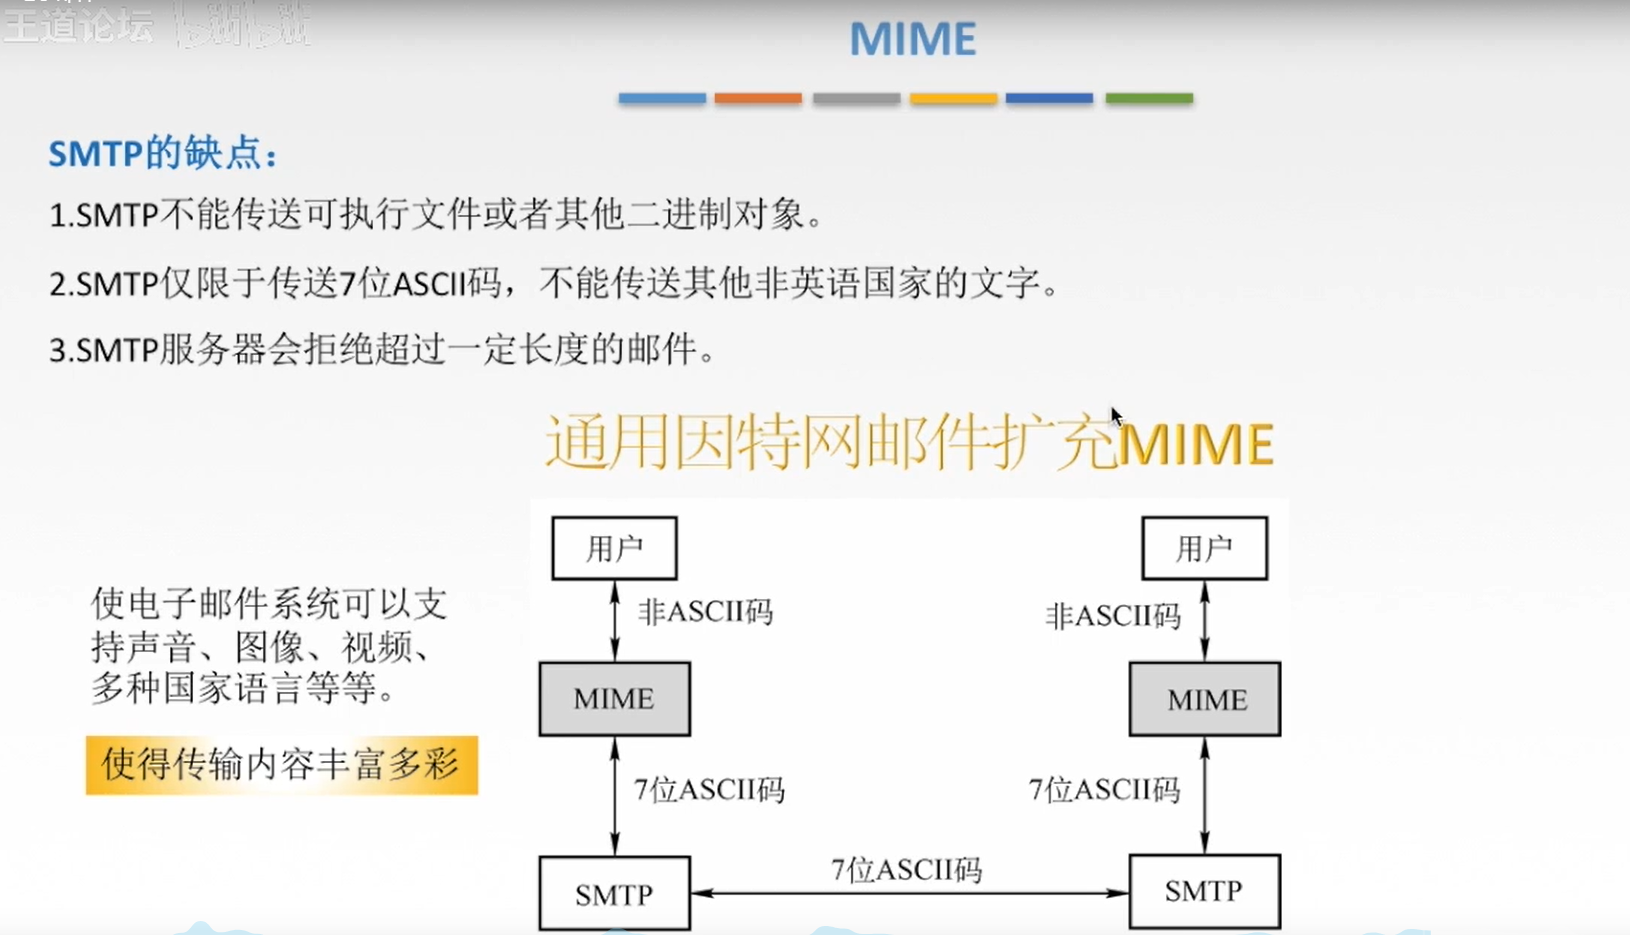 王道论坛 bilibili
MIME
SMTP的缺点：
1.SMTP不能传送可执行文件或者其他二进制对象。
2.SMTP仅限于传送7位ASCII码，不能传送其他非英语国家的文字。
3.SMTP服务器会拒绝超过一定长度的邮件。
通用因特网邮件扩充MIME
使电子邮件系统可以支
持声音、图像、视频、
多种国家语言等等。
使得传输内容丰富多彩
用户
用户
非ASCII码
非ASCII码
MIME
MIME
7位ASCII码
7位ASCII码
7位ASCII码
SMTP
SMTP